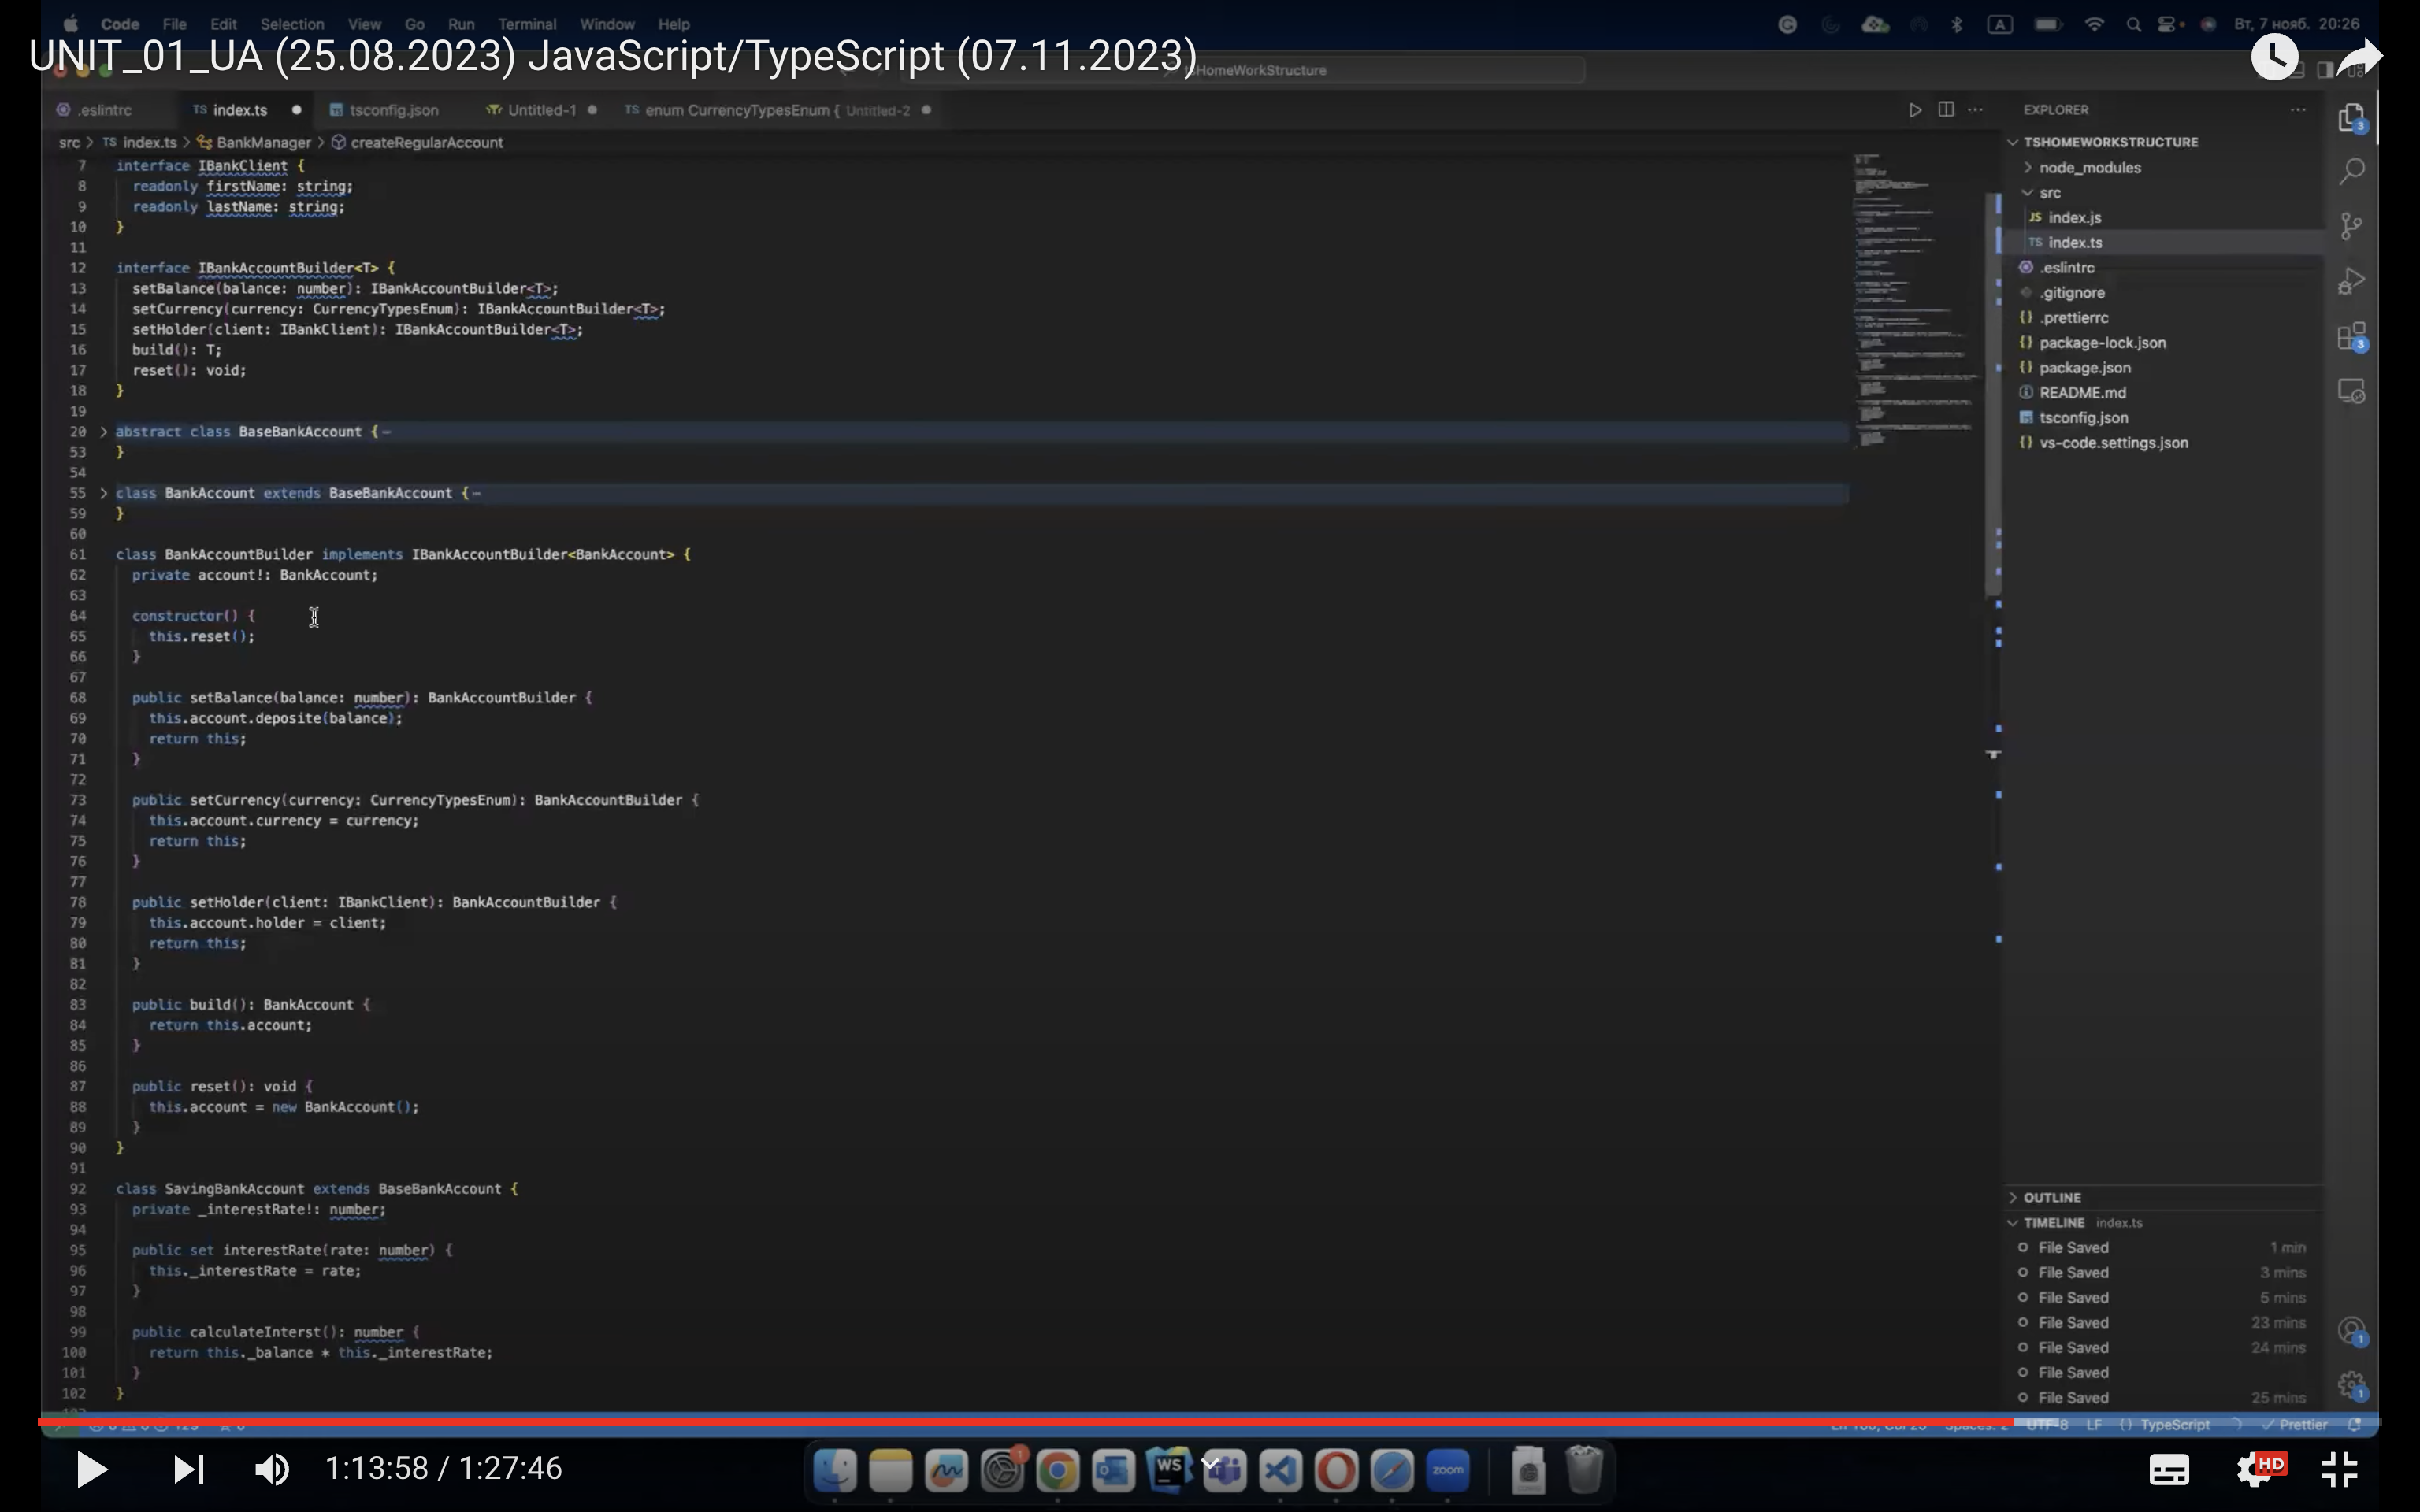 Code File Edit Selection View Go Run Terminal Window Help
A Вт, 7 нояб. 20:26
UNIT_01_UA (25.08.2023) JavaScript/TypeScript (07.11.2023)
HomeWorkStructure
.eslintrc TS index.ts tsconfig.json Untitled-1 TS enum CurrencyTypesEnum { Untitled-2
src > TS index.ts > BankManager > createRegularAccount
7 interface IBankClient {
8 readonly firstName: string;
9 readonly lastName: string;
10 }
11
12 interface IBankAccountBuilder<T> {
13 setBalance(balance: number): IBankAccountBuilder<T>;
14 setCurrency(currency: CurrencyTypesEnum): IBankAccountBuilder<T>;
15 setHolder(client: IBankClient): IBankAccountBuilder<T>;
16 build(): T;
17 reset(): void;
18 }
19
20 abstract class BaseBankAccount {
53 }
54
55 class BankAccount extends BaseBankAccount {
59 }
60
61 class BankAccountBuilder implements IBankAccountBuilder<BankAccount> {
62 private account!: BankAccount;
63
64 constructor() {
65 this.reset();
66 }
67
68 public setBalance(balance: number): BankAccountBuilder {
69 this.account.deposite(balance);
70 return this;
71 }
72
73 public setCurrency(currency: CurrencyTypesEnum): BankAccountBuilder {
74 this.account.currency = currency;
75 return this;
76 }
77
78 public setHolder(client: IBankClient): BankAccountBuilder {
79 this.account.holder = client;
80 return this;
81 }
82
83 public build(): BankAccount {
84 return this.account;
85 }
86
87 public reset(): void {
88 this.account = new BankAccount();
89 }
90 }
91
92 class SavingBankAccount extends BaseBankAccount {
93 private _interestRate!: number;
94
95 public set interestRate(rate: number) {
96 this._interestRate = rate;
97 }
98
99 public calculateInterst(): number {
100 return this._balance * this._interestRate;
101 }
102 }
EXPLORER
TSHOMEWORKSTRUCTURE
node_modules
src
JS index.js
TS index.ts
.eslintrc
.gitignore
{} .prettierrc
{} package-lock.json
{} package.json
README.md
tsconfig.json
{} vs-code.settings.json
OUTLINE
TIMELINE index.ts
File Saved 1 min
File Saved 3 mins
File Saved 5 mins
File Saved 23 mins
File Saved 24 mins
File Saved
File Saved 25 mins
3
3
1
1
UTF-8 LF {} TypeScript Prettier
1:13:58 / 1:27:46
WS
zoom
HD